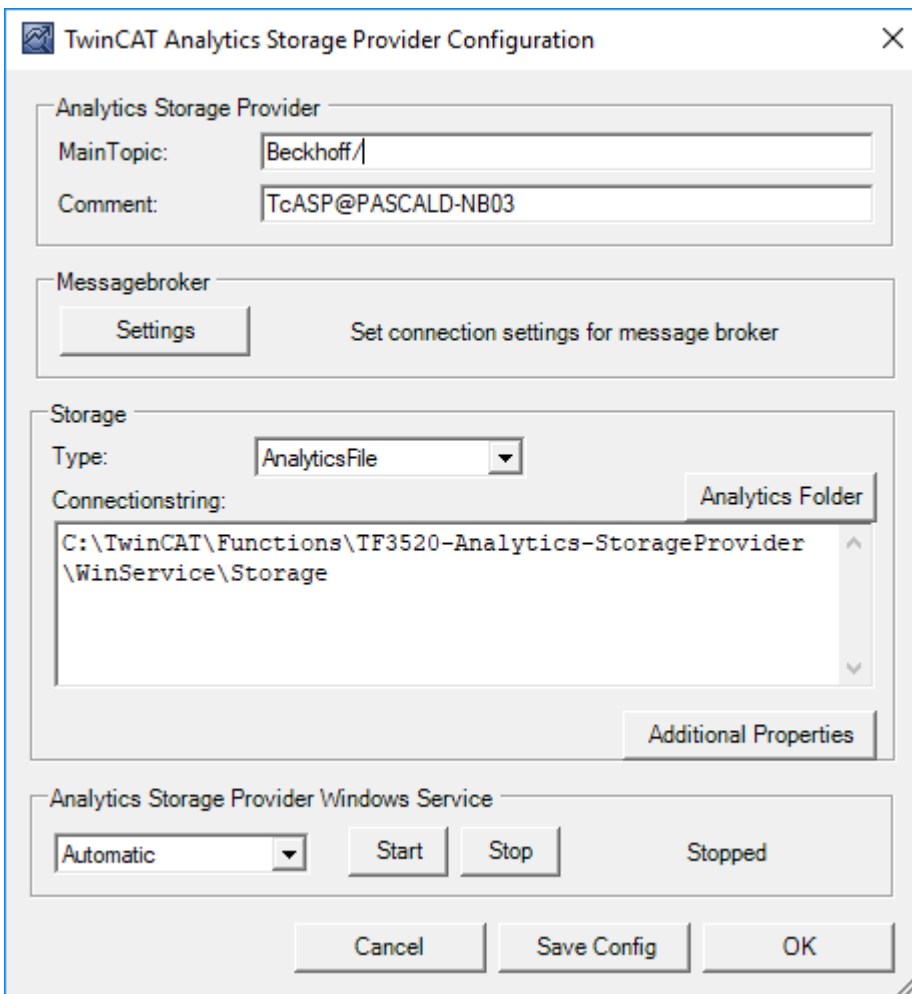 TwinCAT Analytics Storage Provider Configuration
Analytics Storage Provider
MainTopic: Beckhoff/
Comment: TcASP@PASCALD-NB03
Messagebroker
Settings Set connection settings for message broker
Storage
Type: AnalyticsFile
Connectionstring: Analytics Folder
C:\TwinCAT\Functions\TF3520-Analytics-StorageProvider
\WinService\Storage
Additional Properties
Analytics Storage Provider Windows Service
Automatic Start Stop Stopped
Cancel Save Config OK